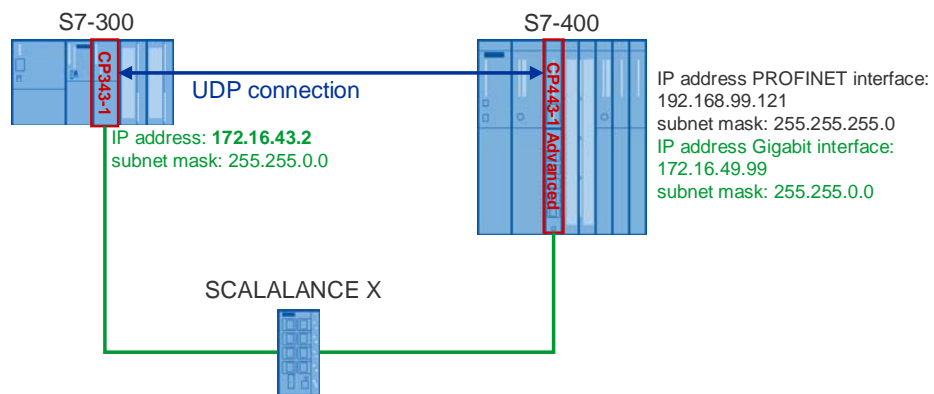 S7-300
S7-400
CP343-1
CP443-1 Advanced
UDP connection
IP address: 172.16.43.2
subnet mask: 255.255.0.0
IP address PROFINET interface:
192.168.99.121
subnet mask: 255.255.255.0
IP address Gigabit interface:
172.16.49.99
subnet mask: 255.255.0.0
SCALALANCE X